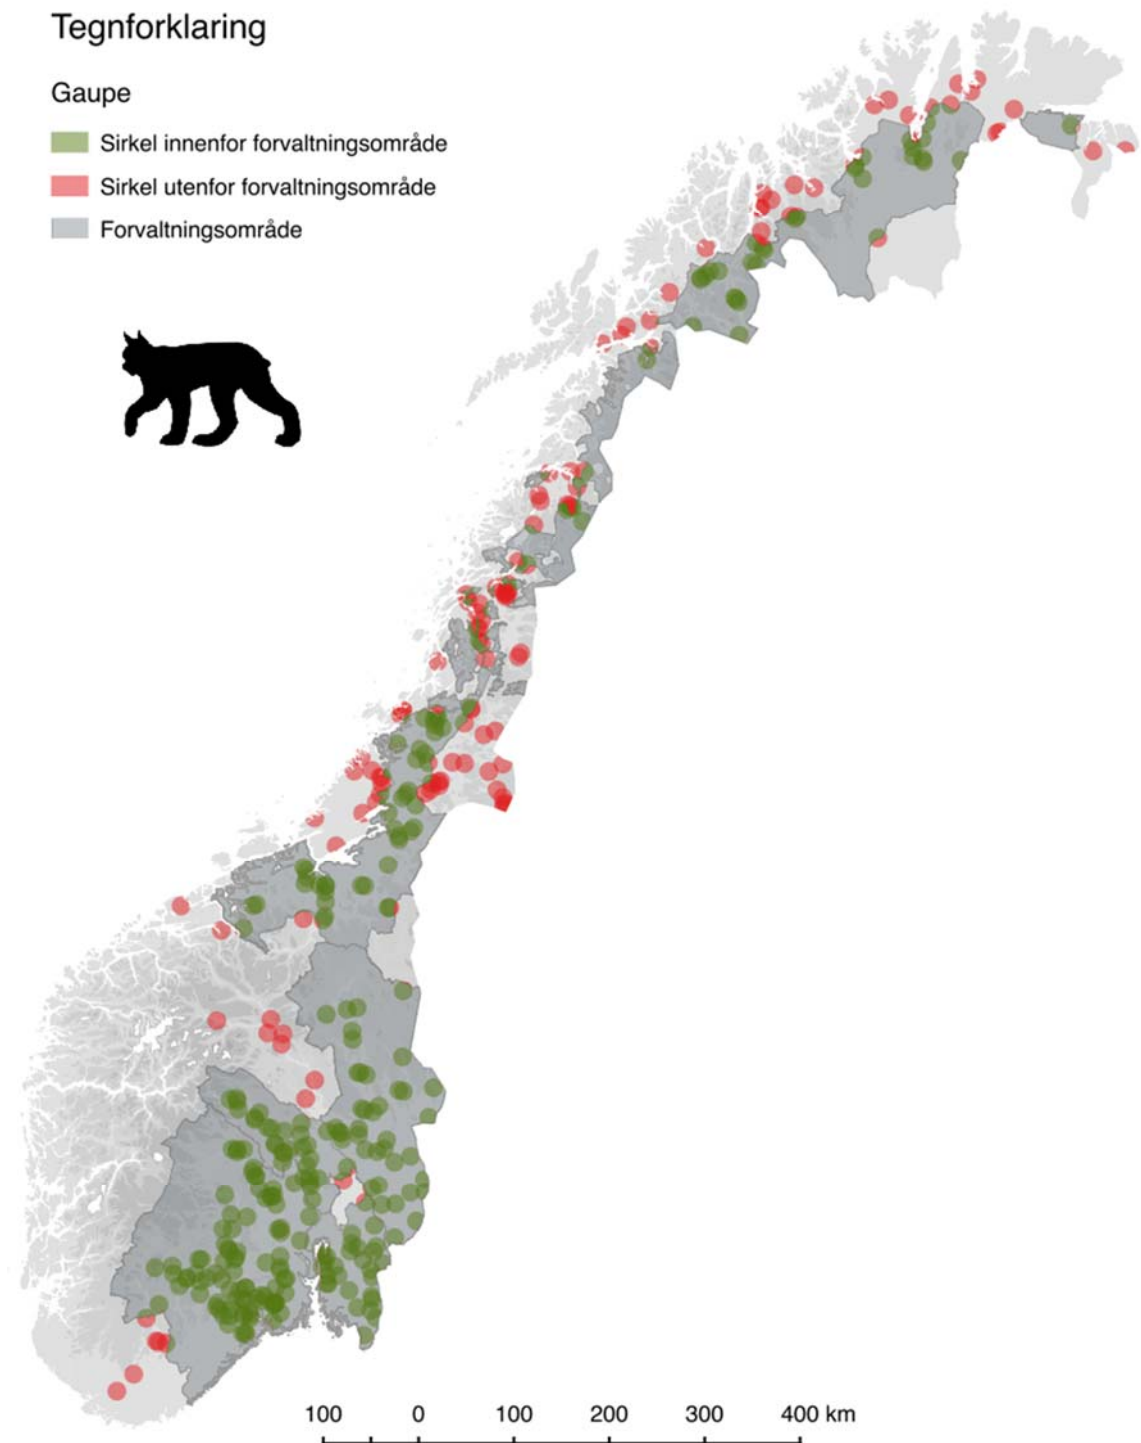 Tegnforklaring
Gaupe
Sirkel innenfor forvaltningsområde
Sirkel utenfor forvaltningsområde
Forvaltningsområde
100 0 100 200 300 400 km